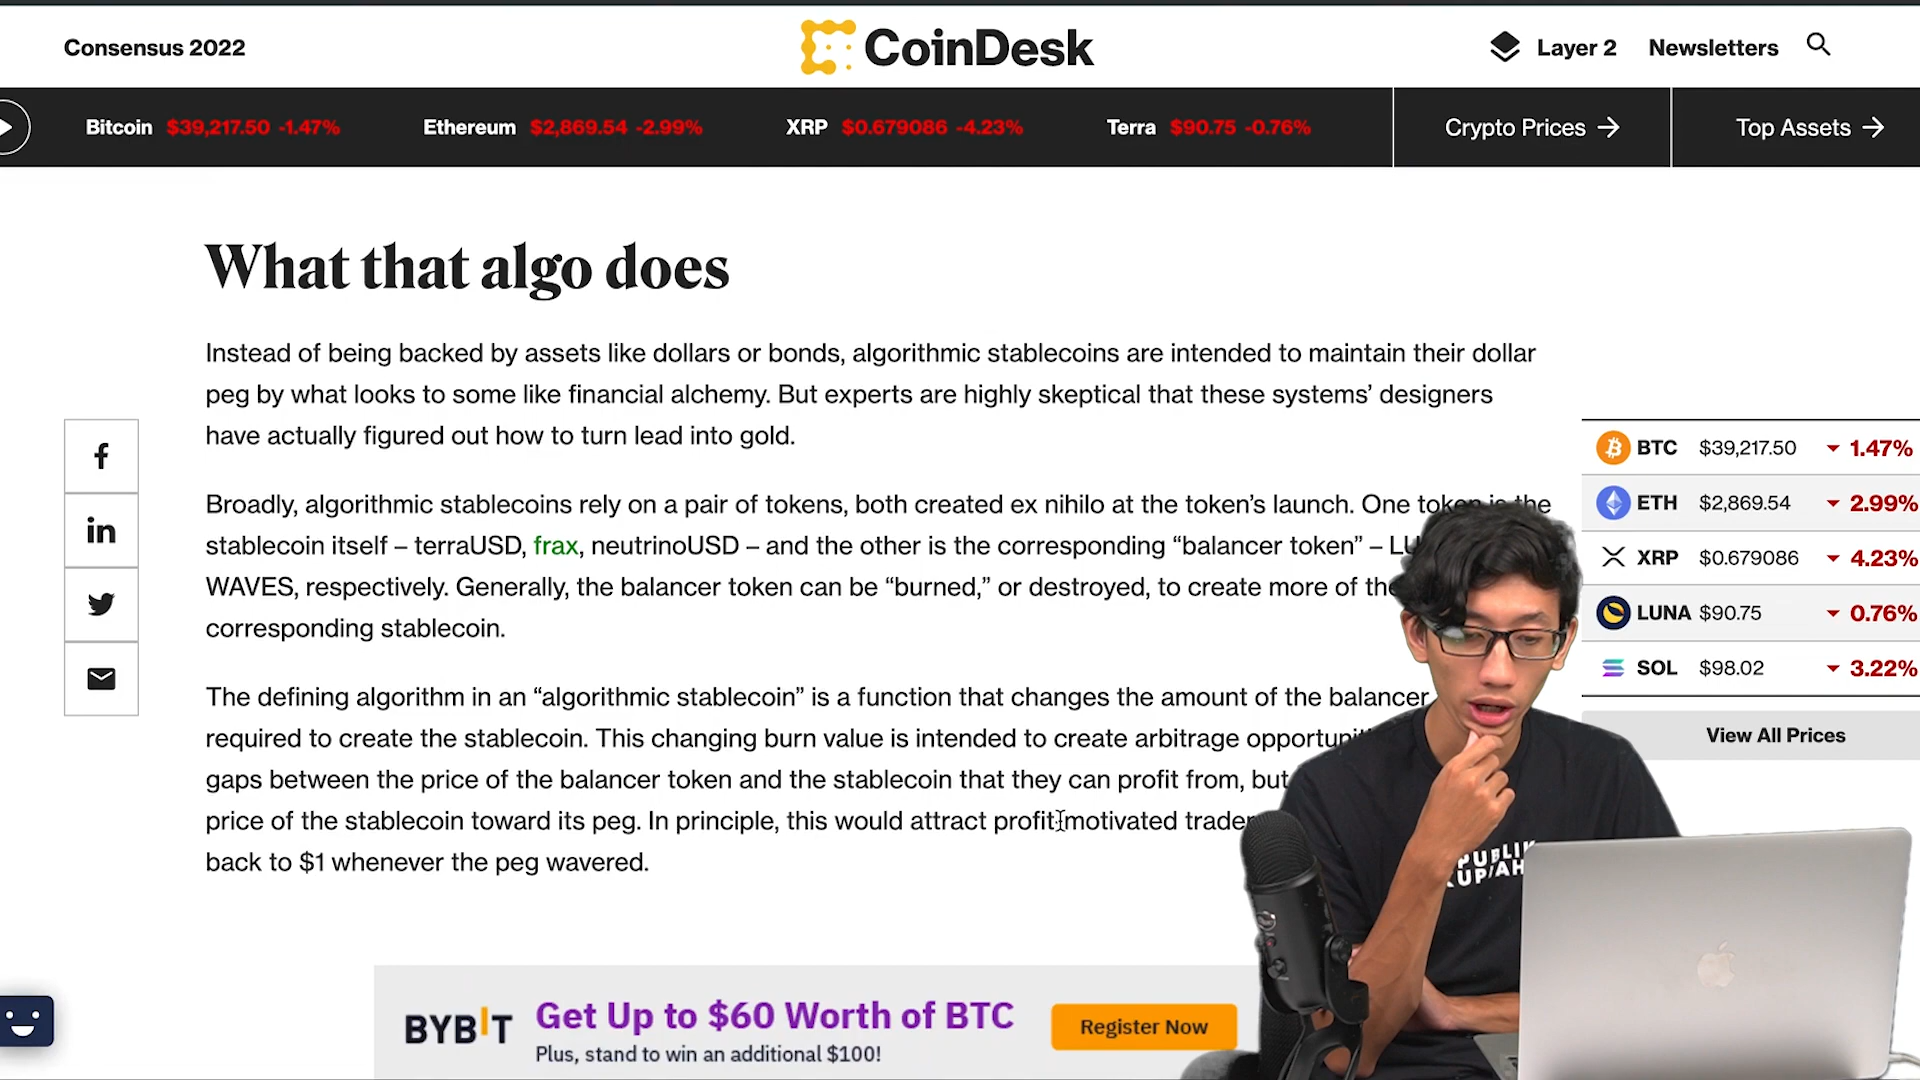 Consensus 2022
CoinDesk
Layer 2
Newsletters
Bitcoin $39,217.50 -1.47%
Ethereum $2,869.54 -2.99%
XRP $0.679086 -4.23%
Terra $90.75 -0.76%
Crypto Prices →
Top Assets →
What that algo does
Instead of being backed by assets like dollars or bonds, algorithmic stablecoins are intended to maintain their dollar
peg by what looks to some like financial alchemy. But experts are highly skeptical that these systems’ designers
have actually figured out how to turn lead into gold.
Broadly, algorithmic stablecoins rely on a pair of tokens, both created ex nihilo at the token’s launch. One token is the
stablecoin itself – terraUSD, frax, neutrinoUSD – and the other is the corresponding “balancer token” –
WAVES, respectively. Generally, the balancer token can be “burned,” or destroyed, to create more of the
corresponding stablecoin.
The defining algorithm in an “algorithmic stablecoin” is a function that changes the amount of the balancer
required to create the stablecoin. This changing burn value is intended to create arbitrage
gaps between the price of the balancer token and the stablecoin that they can profit from, but
price of the stablecoin toward its peg. In principle, this would attract profit-motivated
back to $1 whenever the peg wavered.
BTC $39,217.50 1.47%
ETH $2,869.54 2.99%
XRP $0.679086 4.23%
LUNA $90.75 0.76%
SOL $98.02 3.22%
View All Prices
BYBIT
Get Up to $60 Worth of BTC
Plus, stand to win an additional $100!
Register Now